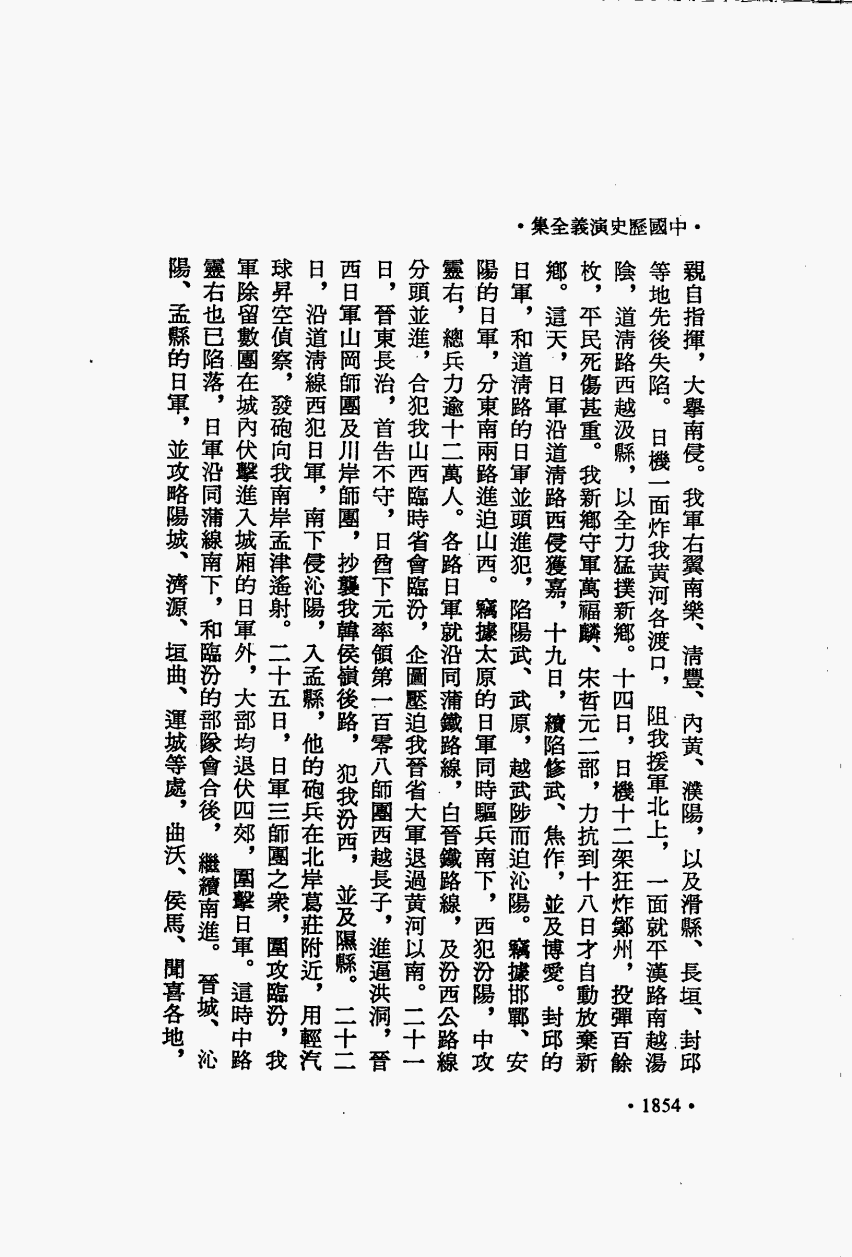 •中國歷史演義全集•
親自指揮，大舉南侵。我軍右翼南樂、清豐、內黃、濮陽，以及滑縣、長垣、封邱
等地先後失陷。日機一面炸我黃河各渡口，阻我援軍北上，一面就平漢路南越湯
陰，道清路西越汲縣，以全力猛撲新鄉。十四日，日機十二架狂炸鄭州，投彈百餘
枚，平民死傷甚重。我新鄉守軍萬福麟、宋哲元二部，力抗到十八日才自動放棄新
鄉。這天，日軍沿道清路西侵獲嘉，十九日，續陷修武、焦作，並及博愛。封邱的
日軍，和道清路的日軍並頭進犯，陷陽武、武原，越武陟而迫沁陽。竊據邯鄲、安
陽的日軍，分東南兩路進迫山西。竊據太原的日軍同時驅兵南下，西犯汾陽，中攻
靈右，總兵力逾十二萬人。各路日軍就沿同蒲鐵路線，白晉鐵路線，及汾西公路線
分頭並進，合犯我山西臨時省會臨汾，企圖壓迫我晉省大軍退過黃河以南。二十一
日，晉東長治，首告不守，日酋下元率領第一百零八師團西越長子，進逼洪洞，晉
西日軍山岡師團及川岸師團，抄襲我韓侯嶺後路，犯我汾西，並及隰縣。二十二
日，沿道清線西犯日軍，南下侵沁陽，入孟縣，他的砲兵在北岸葛莊附近，用輕汽
球昇空偵察，發砲向我南岸孟津遙射。二十五日，日軍三師團之衆，圍攻臨汾，我
軍除留數團在城內伏擊進入城廂的日軍外，大部均退伏四郊，圍擊日軍。這時中路
靈右也已陷落，日軍沿同蒲線南下，和臨汾的部隊會合後，繼續南進。晉城、沁
陽、孟縣的日軍，並攻略陽城、濟源、垣曲、運城等處，曲沃、侯馬、聞喜各地，
•1854•